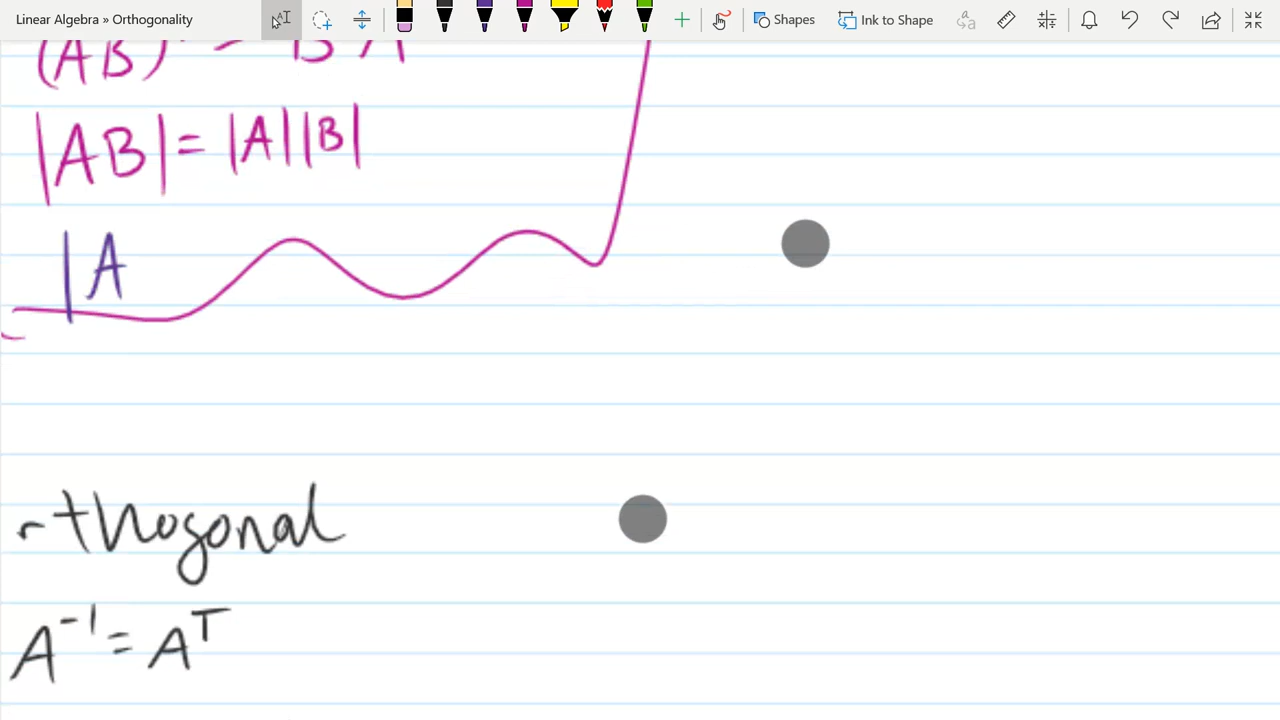 Linear Algebra » Orthogonality
Shapes
Ink to Shape
|AB| = |A||B|
|A
rthogonal
A⁻¹ = Aᵀ